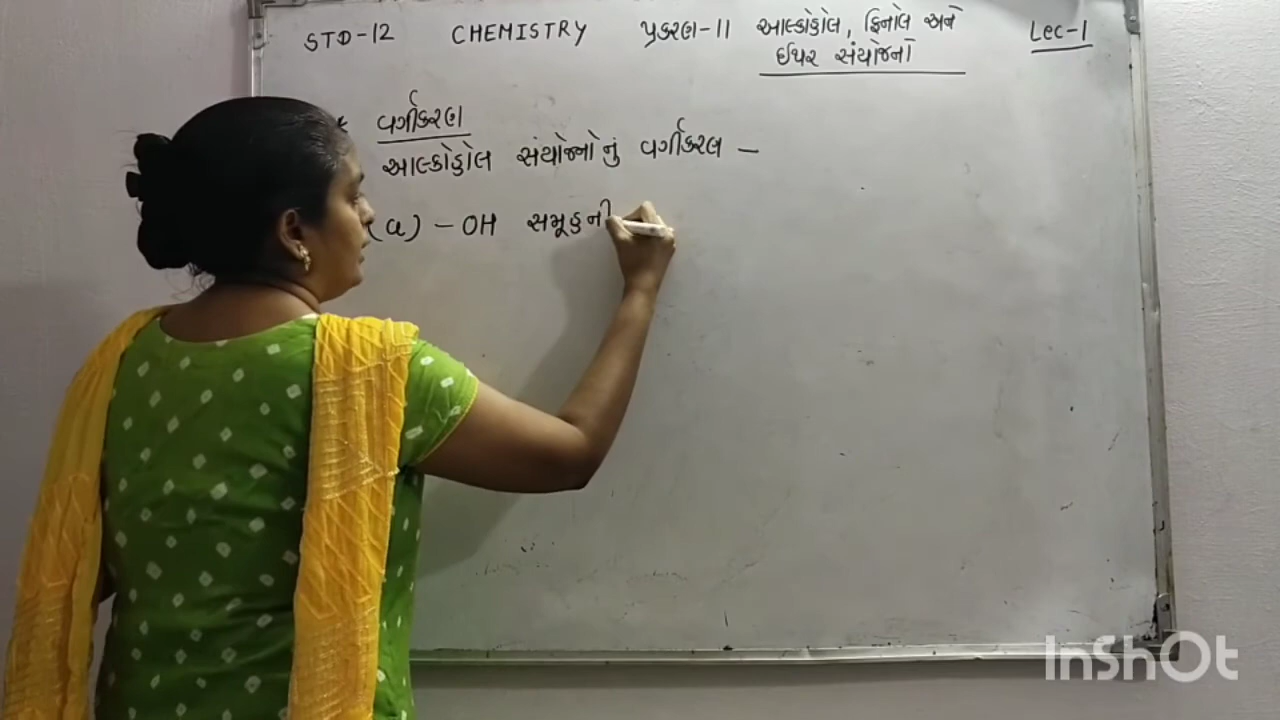 STD-12 CHEMISTRY પ્રકરણ-11 આલ્કોહોલ, ફિનોલ અને Lec-1
ઈથર સંયોજનો
* વર્ગીકરણ
આલ્કોહોલ સંયોજનોનું વર્ગીકરણ –
(a) – OH સમૂહની
InShOt